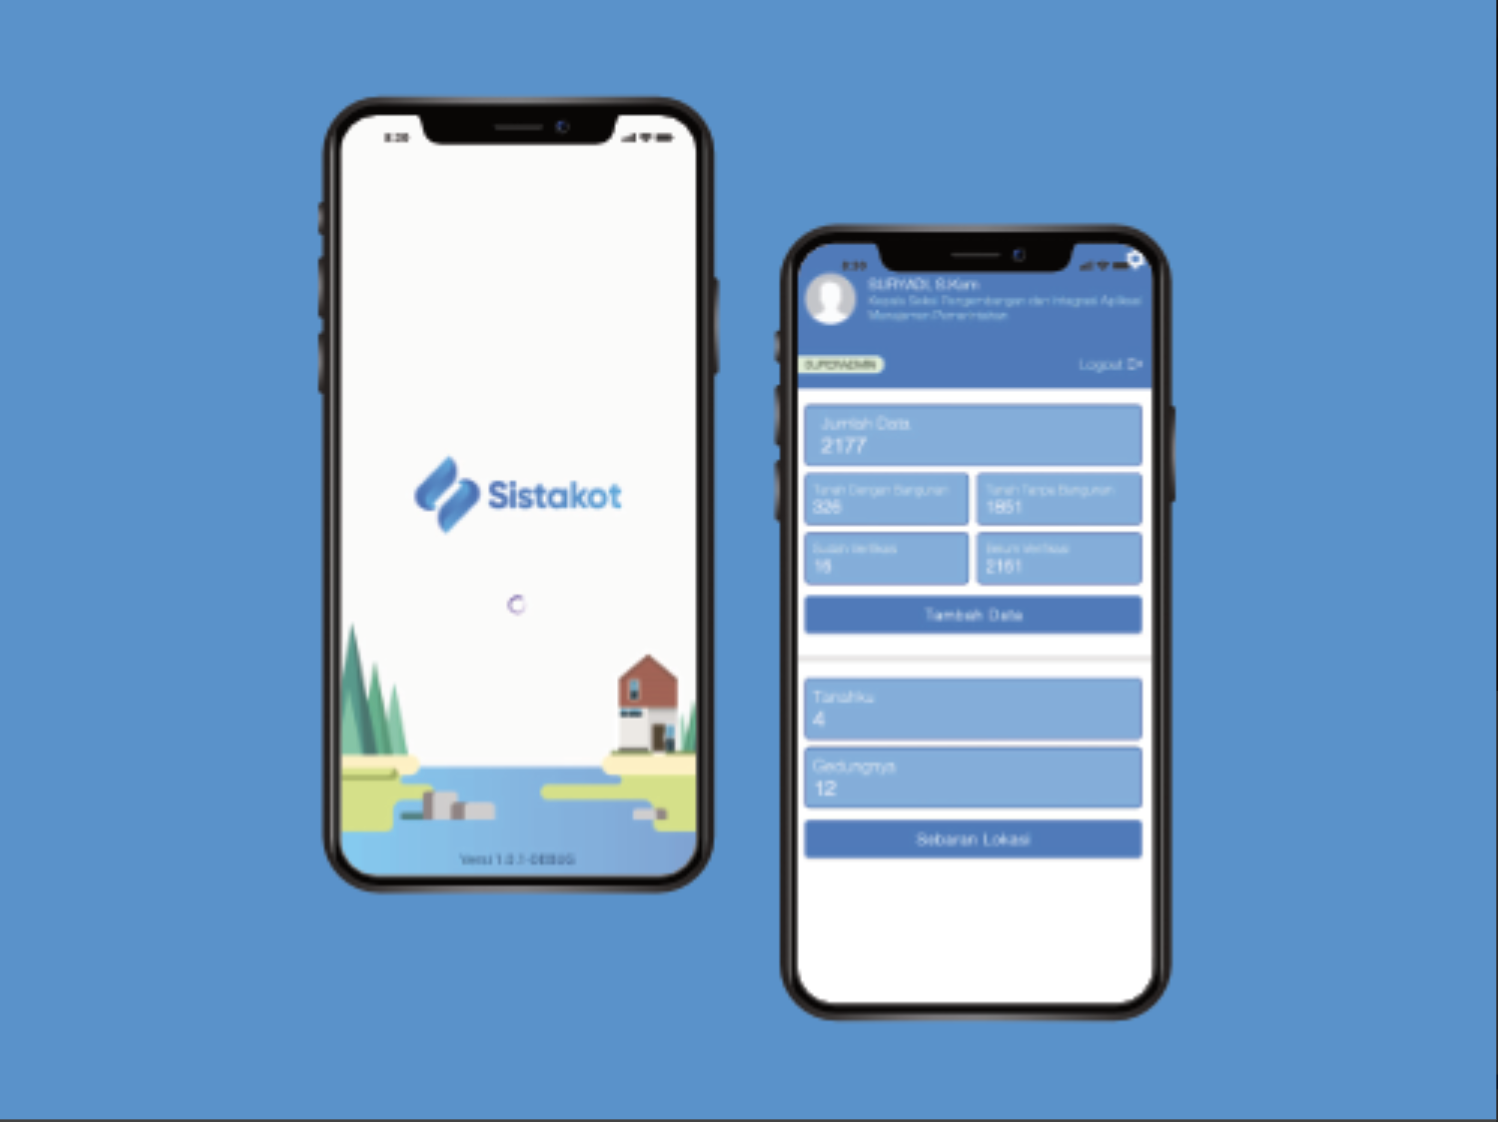 8:30
Sistakot
Versi 1.0.1-DEBUG
8:30
SURYADI, S.Kom
Kepala Seksi Pengembangan dan Integrasi Aplikasi
Manajemen Pemerintahan
SUPERADMIN
Logout
Jumlah Data
2177
Tanah Dengan Bangunan
326
Tanah Tanpa Bangunan
1851
Sudah Verifikasi
16
Belum Verifikasi
2161
Tambah Data
Tanahku
4
Gedungnya
12
Sebaran Lokasi